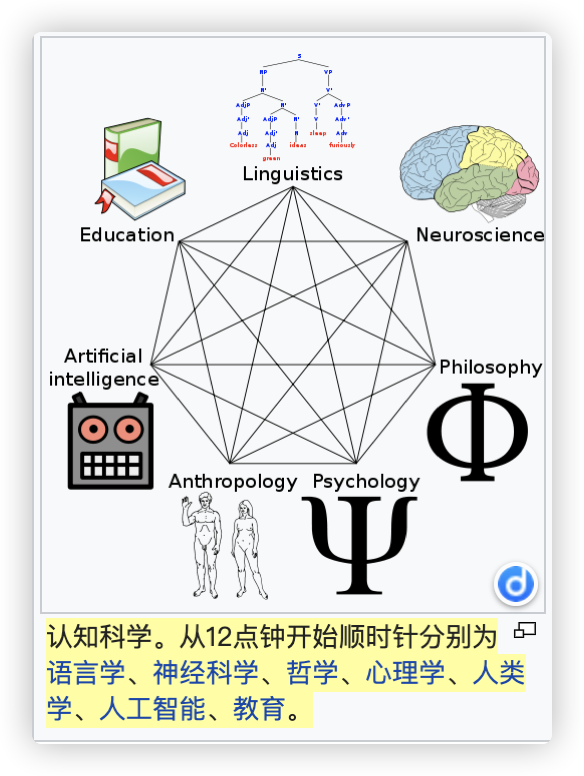 S
NP VP
N' V'
AdjP N' V' AdvP
Adj' AdjP N' V Adv'
Adj Adj' N sleep Adv
Colorless Adj ideas furiously
green
Linguistics
Education
Neuroscience
Artificial
intelligence
Philosophy
Φ
Anthropology
Psychology
Ψ
d
认知科学。从12点钟开始顺时针分别为
语言学、神经科学、哲学、心理学、人类
学、人工智能、教育。